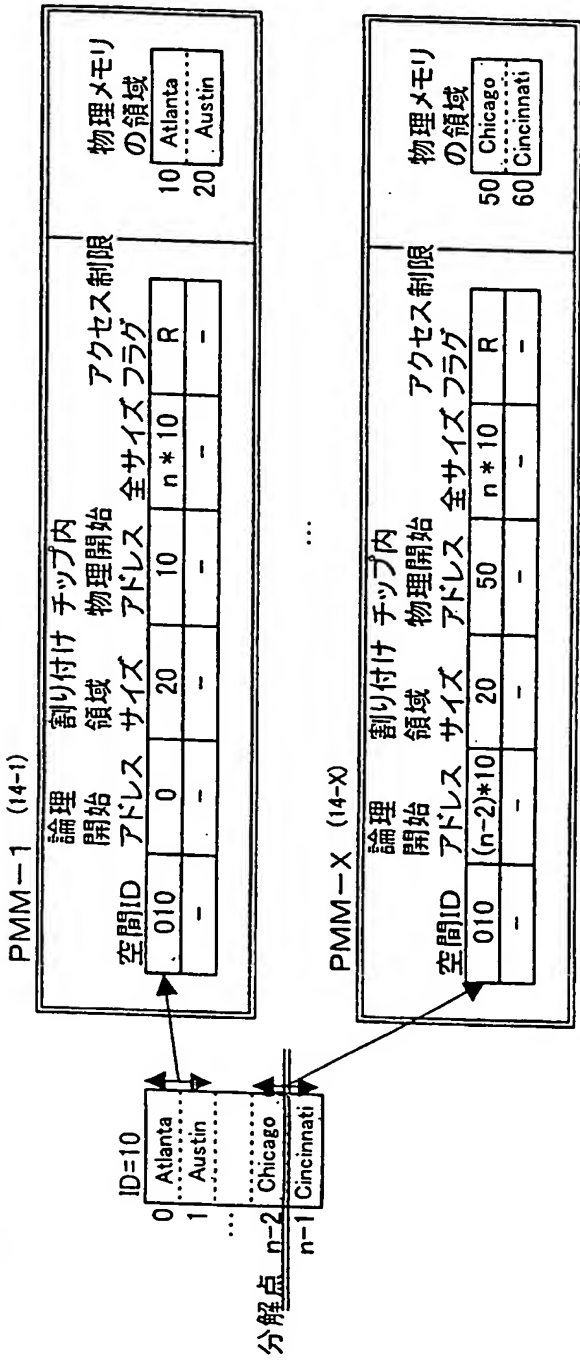 PMM-1 (14-1)
空間ID
論理
開始
アドレス
割り付け
領域
サイズ
チップ内
物理開始
アドレス
全サイズ
アクセス制限
フラグ
010 0 20 10 n*10 R
- - - - - -
物理メモリ
の領域
10 Atlanta
20 Austin
…
PMM-X (14-X)
空間ID
論理
開始
アドレス
割り付け
領域
サイズ
チップ内
物理開始
アドレス
全サイズ
アクセス制限
フラグ
010 (n-2)*10 20 50 n*10 R
- - - - - -
物理メモリ
の領域
50 Chicago
60 Cincinnati
ID=10
0 Atlanta
1 Austin
…
n-2 Chicago
分解点
n-1 Cincinnati